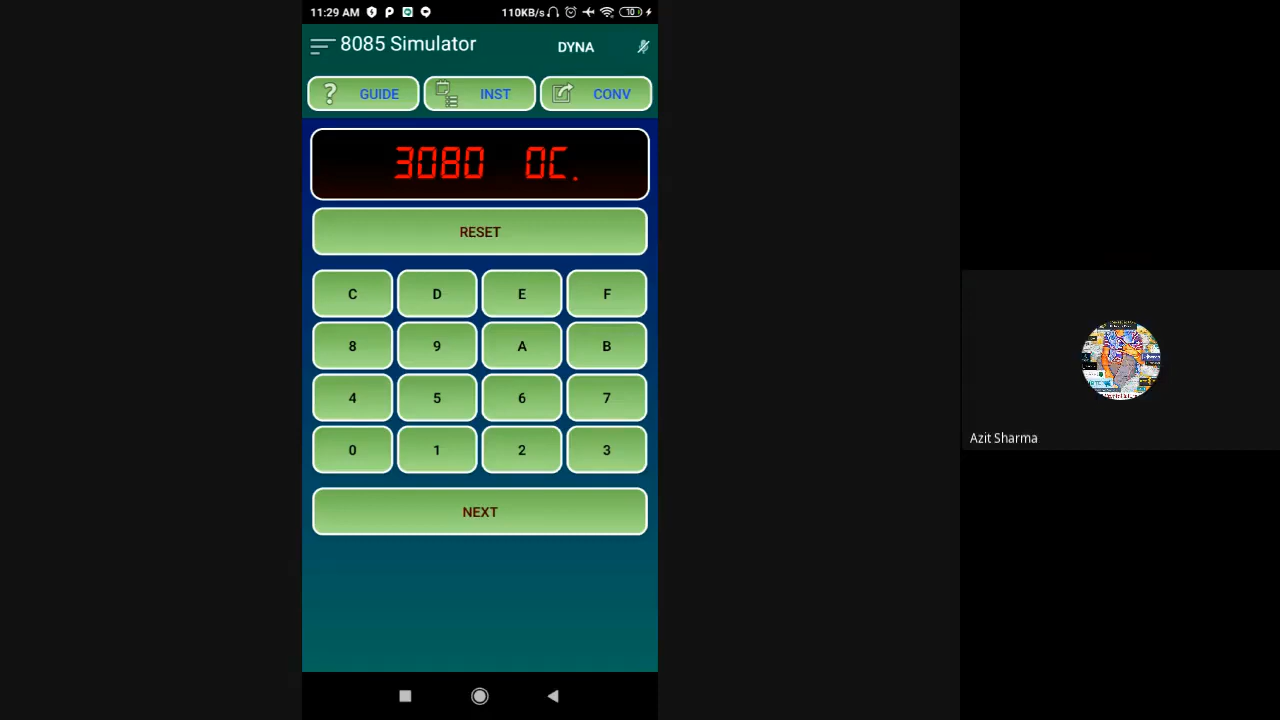 11:29 AM 110KB/s 10
8085 Simulator DYNA
? GUIDE INST CONV
3080 0C.
RESET
C D E F
8 9 A B
4 5 6 7
0 1 2 3
NEXT
Azit Sharma